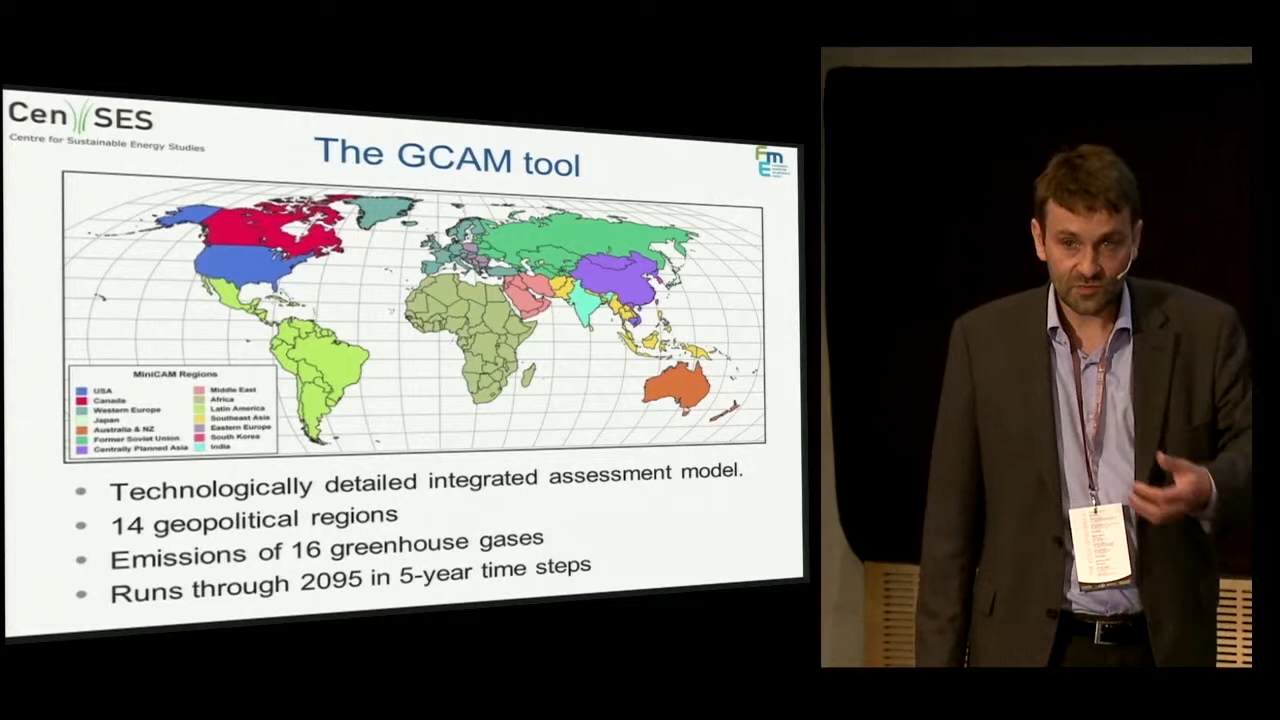 Cen SES
Centre for Sustainable Energy Studies
The GCAM tool
FME
MiniCAM Regions
USA
Canada
Western Europe
Japan
Australia & NZ
Former Soviet Union
Centrally Planned Asia
Middle East
Africa
Latin America
Southeast Asia
Eastern Europe
South Korea
India
• Technologically detailed integrated assessment model.
• 14 geopolitical regions
• Emissions of 16 greenhouse gases
• Runs through 2095 in 5-year time steps